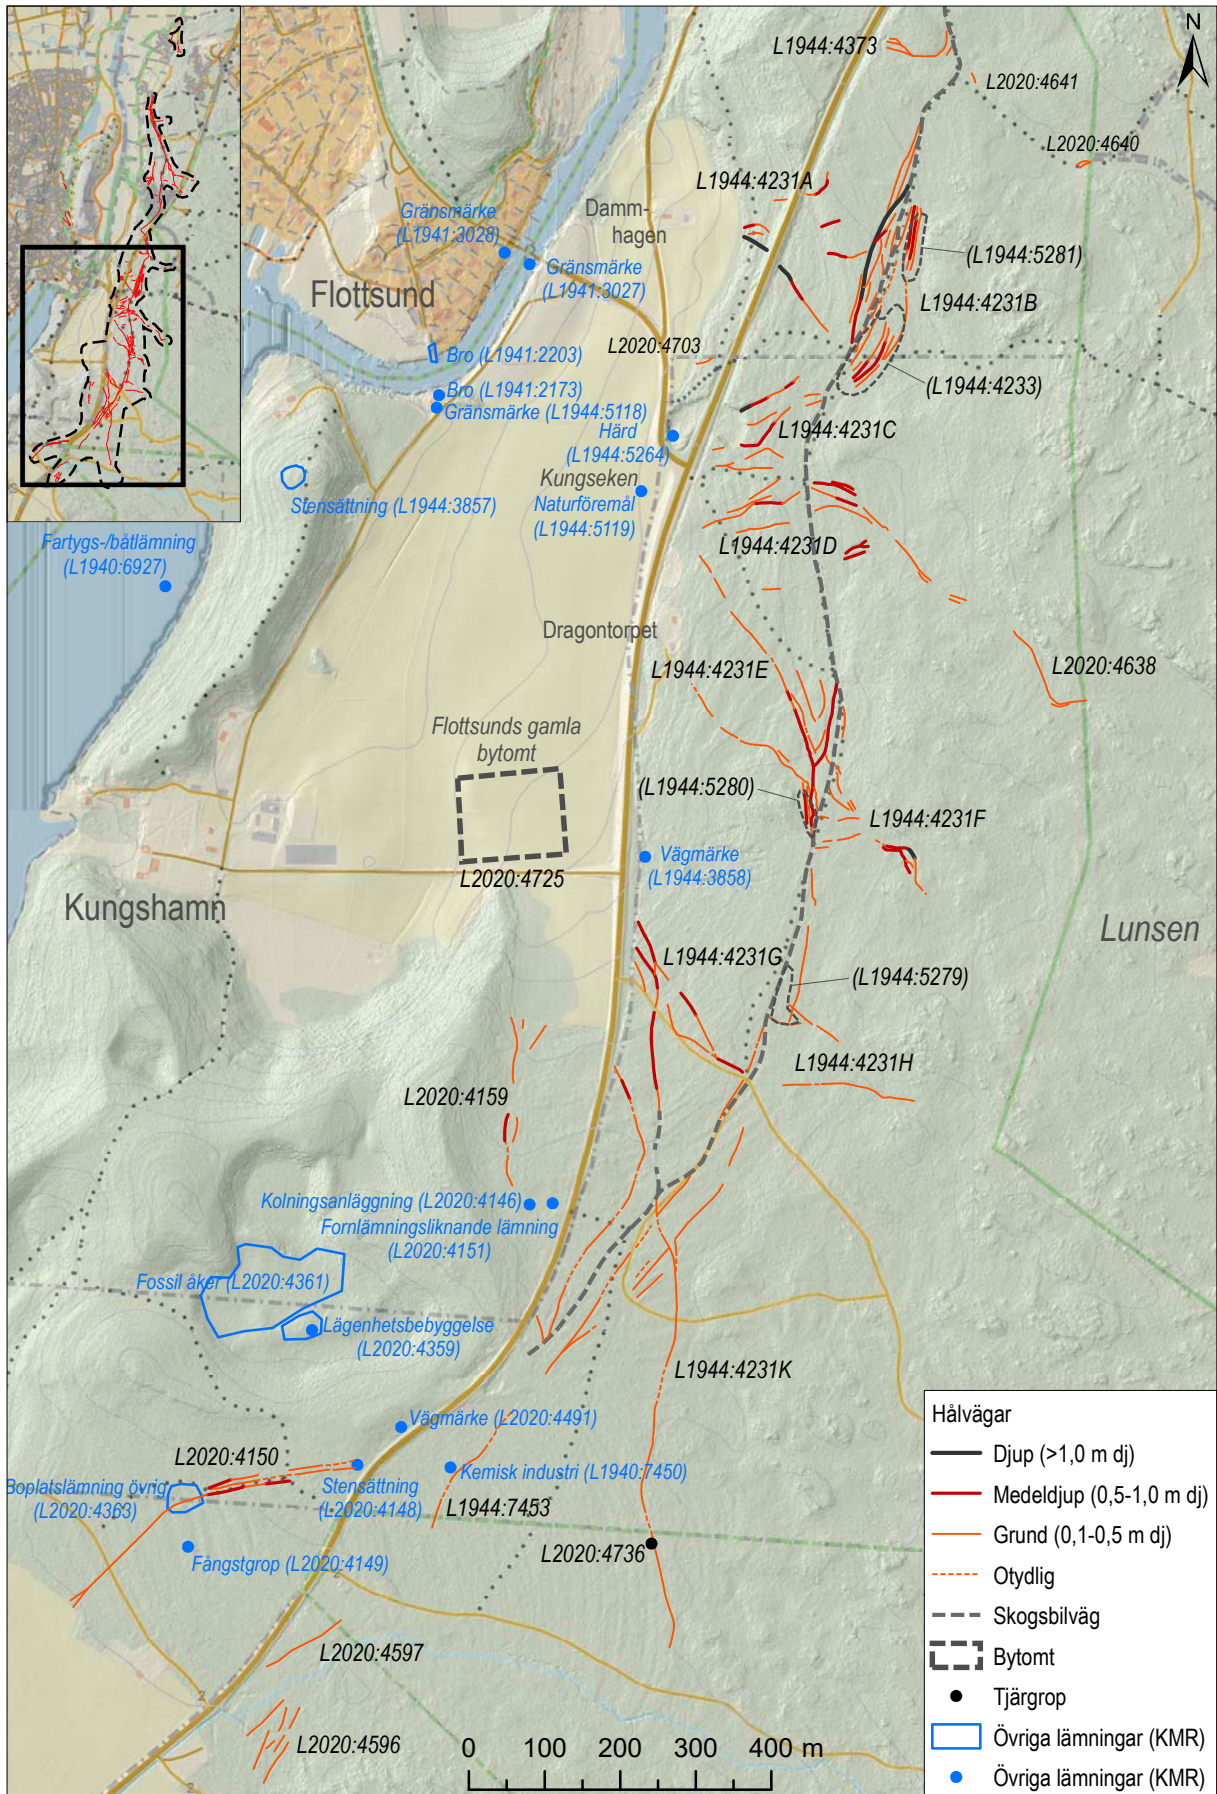 N
L1944:4373
L2020:4641
L2020:4640
L1944:4231A
Damm-
hagen
Gränsmärke
(L1941:3028)
(L1944:5281)
Gränsmärke
(L1941:3027)
Flottsund
L1944:4231B
L2020:4703
Bro (L1941:2203)
(L1944:4233)
Bro (L1941:2173)
Gränsmärke (L1944:5118)
Härd
(L1944:5264)
L1944:4231C
Kungseken
Naturföremål
(L1944:5119)
Stensättning (L1944:3857)
Fartygs-/båtlämning
(L1940:6927)
L1944:4231D
Dragontorpet
L1944:4231E
L2020:4638
Flottsunds gamla
bytomt
(L1944:5280)
L1944:4231F
Vägmärke
(L1944:3858)
L2020:4725
Kungshamn
Lunsen
L1944:4231G
(L1944:5279)
L1944:4231H
L2020:4159
Kolningsanläggning (L2020:4146)
Fornlämningsliknande lämning
(L2020:4151)
Fossil åker (L2020:4361)
Lägenhetsbebyggelse
(L2020:4359)
L1944:4231K
Vägmärke (L2020:4491)
L2020:4150
Boplatslämning övrig
(L2020:4363)
Stensättning
(L2020:4148)
Kemisk industri (L1940:7450)
L1944:7453
L2020:4736
Fångstgrop (L2020:4149)
2
L2020:4597
2
L2020:4596
0 100 200 300 400 m
Hålvägar
Djup (>1,0 m dj)
Medeldjup (0,5-1,0 m dj)
Grund (0,1-0,5 m dj)
Otydlig
Skogsbilväg
Bytomt
Tjärgrop
Övriga lämningar (KMR)
Övriga lämningar (KMR)